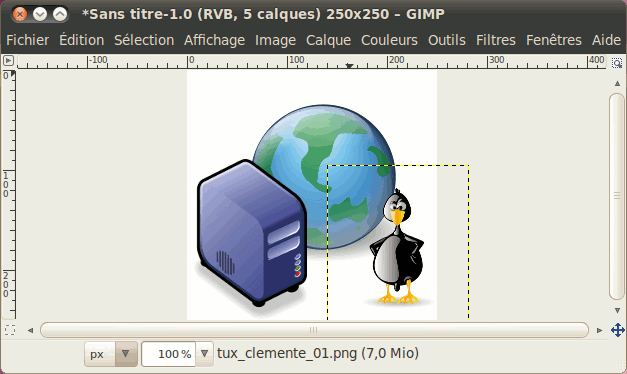 *Sans titre-1.0 (RVB, 5 calques) 250x250 – GIMP
Fichier Édition Sélection Affichage Image Calque Couleurs Outils Filtres Fenêtres Aide
-100 0 100 200 300 400
0
100
200
px 100 % tux_clemente_01.png (7,0 Mio)